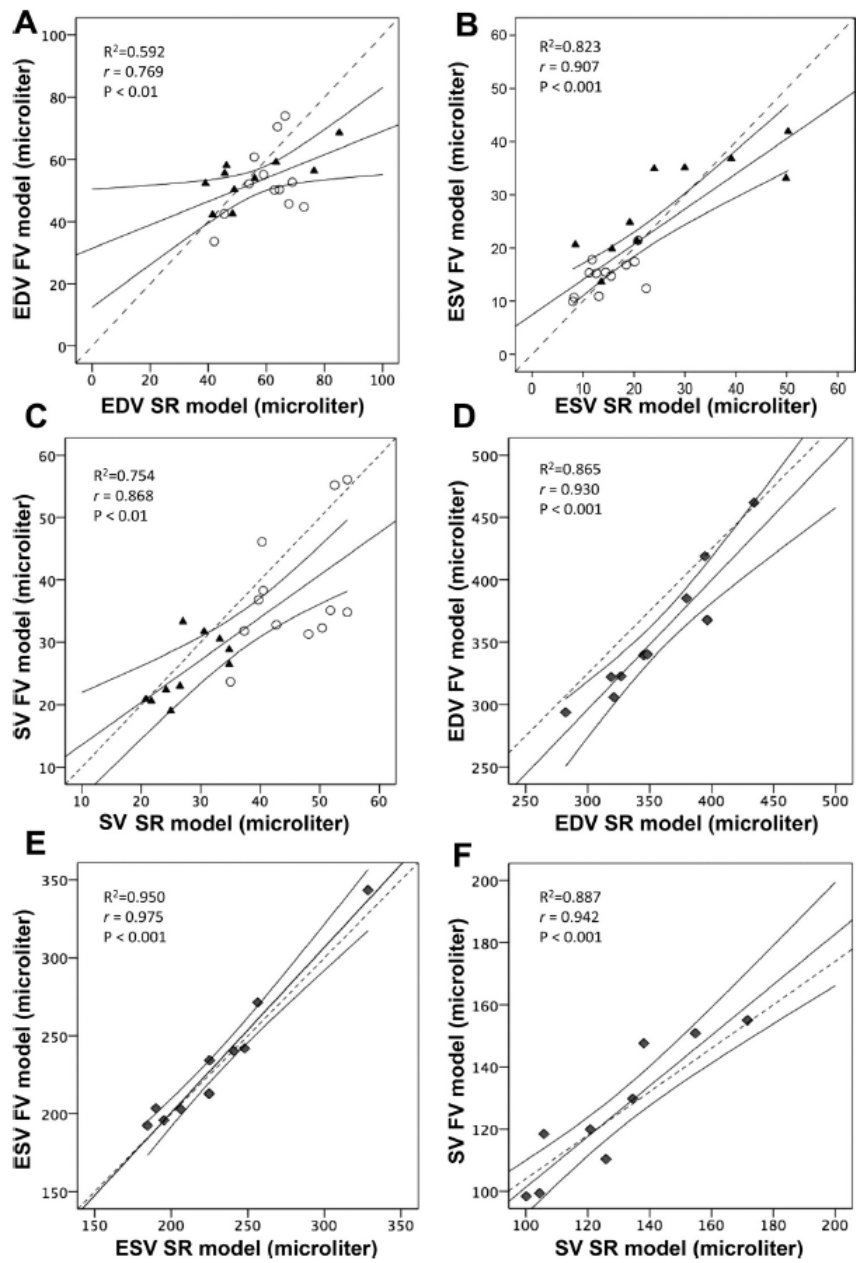 A
R²=0.592
r = 0.769
P < 0.01
100
80
60
40
20
0
0 20 40 60 80 100
EDV FV model (microliter)
EDV SR model (microliter)
B
R²=0.823
r = 0.907
P < 0.001
60
50
40
30
20
10
0
0 10 20 30 40 50 60
ESV FV model (microliter)
ESV SR model (microliter)
C
R²=0.754
r = 0.868
P < 0.01
60
50
40
30
20
10
10 20 30 40 50 60
SV FV model (microliter)
SV SR model (microliter)
D
R²=0.865
r = 0.930
P < 0.001
500
450
400
350
300
250
250 300 350 400 450 500
EDV FV model (microliter)
EDV SR model (microliter)
E
R²=0.950
r = 0.975
P < 0.001
350
300
250
200
150
150 200 250 300 350
ESV FV model (microliter)
ESV SR model (microliter)
F
R²=0.887
r = 0.942
P < 0.001
200
180
160
140
120
100
100 120 140 160 180 200
SV FV model (microliter)
SV SR model (microliter)